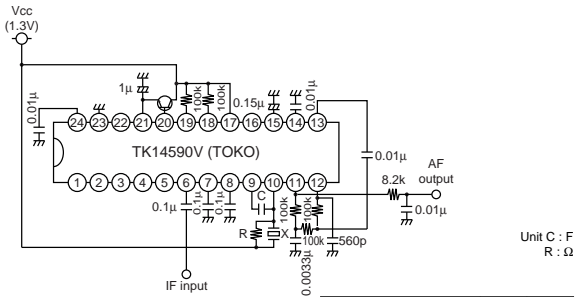 Vcc
(1.3V)
1μ
100k
100k
0.15μ
0.01μ
0.01μ
24
23
22
21
20
19
18
17
16
15
14
13
TK14590V (TOKO)
0.01μ
AF
output
1
2
3
4
5
6
7
8
9
10
11
12
8.2k
0.1μ
0.1μ
0.1μ
C
100k
100k
0.01μ
R
X
100k
560p
0.0033μ
IF input
Unit C : F
R : Ω